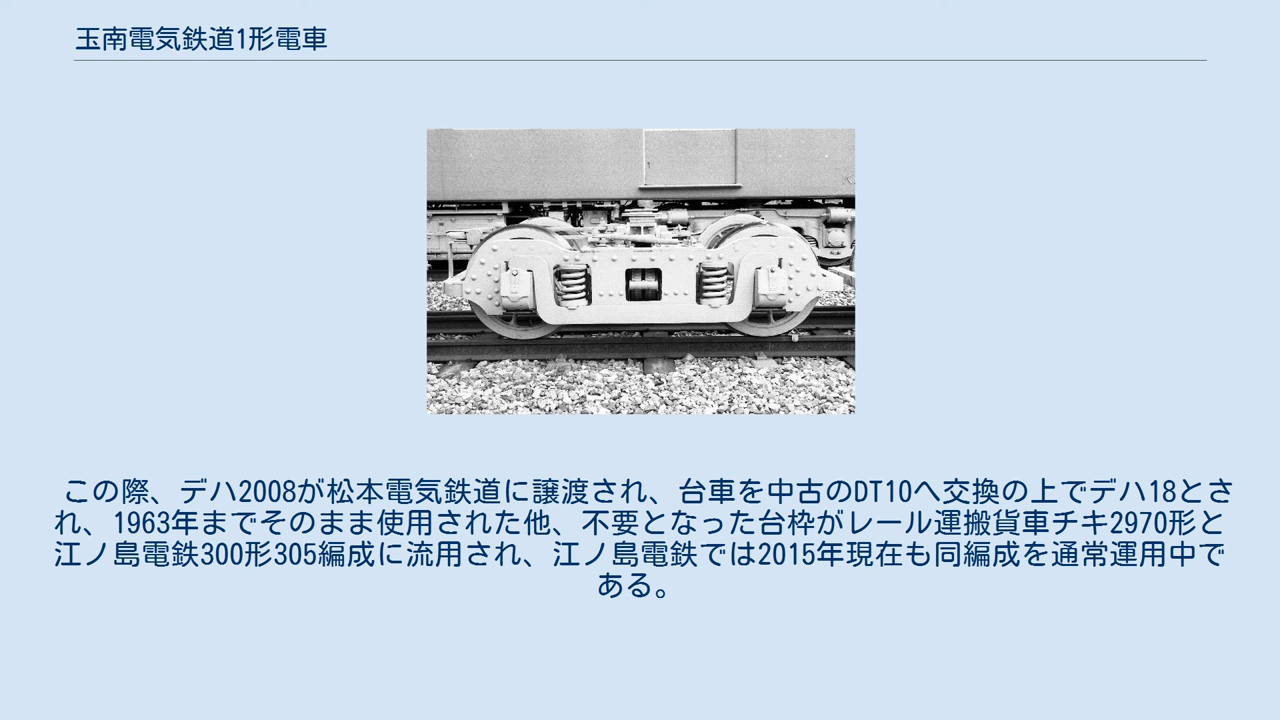 玉南電気鉄道1形電車
この際、デハ2008が松本電気鉄道に譲渡され、台車を中古のDT10へ交換の上でデハ18とさ
れ、1963年までそのまま使用された他、不要となった台枠がレール運搬貨車チキ2970形と
江ノ島電鉄300形305編成に流用され、江ノ島電鉄では2015年現在も同編成を通常運用中で
ある。